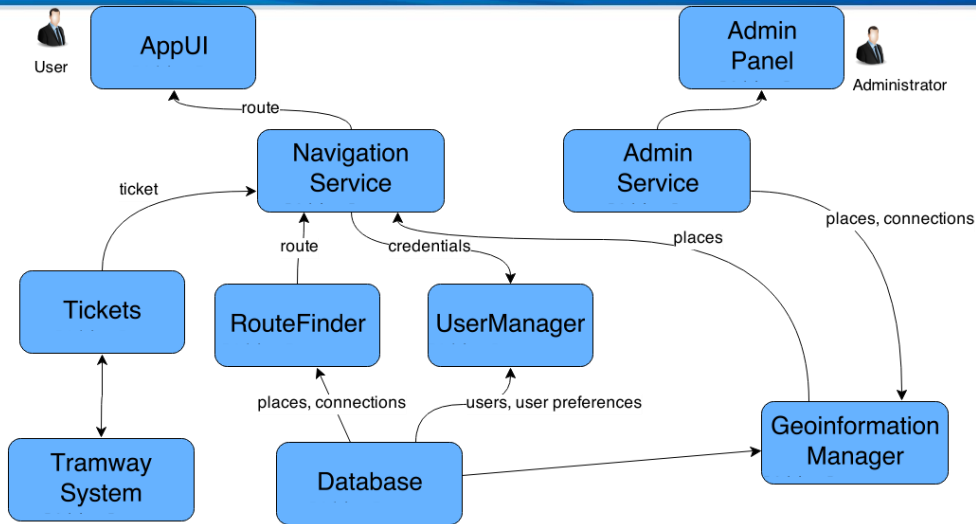 User
AppUI
Admin
Panel
Administrator
route
Navigation
Service
Admin
Service
ticket
route
credentials
places
places, connections
Tickets
RouteFinder
UserManager
places, connections
users, user preferences
Tramway
System
Database
Geoinformation
Manager